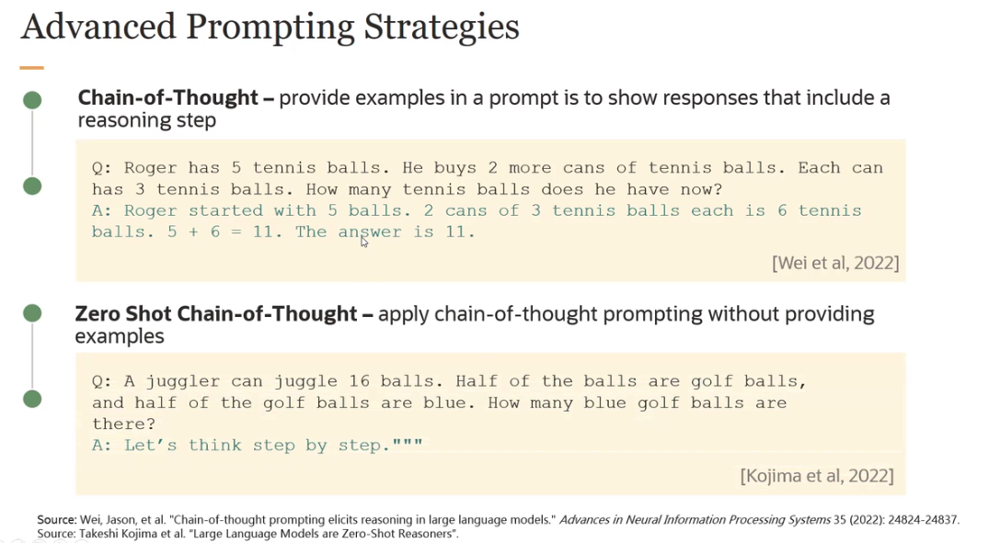 Advanced Prompting Strategies
Chain-of-Thought – provide examples in a prompt is to show responses that include a
reasoning step
Q: Roger has 5 tennis balls. He buys 2 more cans of tennis balls. Each can
has 3 tennis balls. How many tennis balls does he have now?
A: Roger started with 5 balls. 2 cans of 3 tennis balls each is 6 tennis
balls. 5 + 6 = 11. The answer is 11.
[Wei et al, 2022]
Zero Shot Chain-of-Thought – apply chain-of-thought prompting without providing
examples
Q: A juggler can juggle 16 balls. Half of the balls are golf balls,
and half of the golf balls are blue. How many blue golf balls are
there?
A: Let’s think step by step."""
[Kojima et al, 2022]
Source: Wei, Jason, et al. "Chain-of-thought prompting elicits reasoning in large language models." Advances in Neural Information Processing Systems 35 (2022): 24824-24837.
Source: Takeshi Kojima et al. “Large Language Models are Zero-Shot Reasoners”.